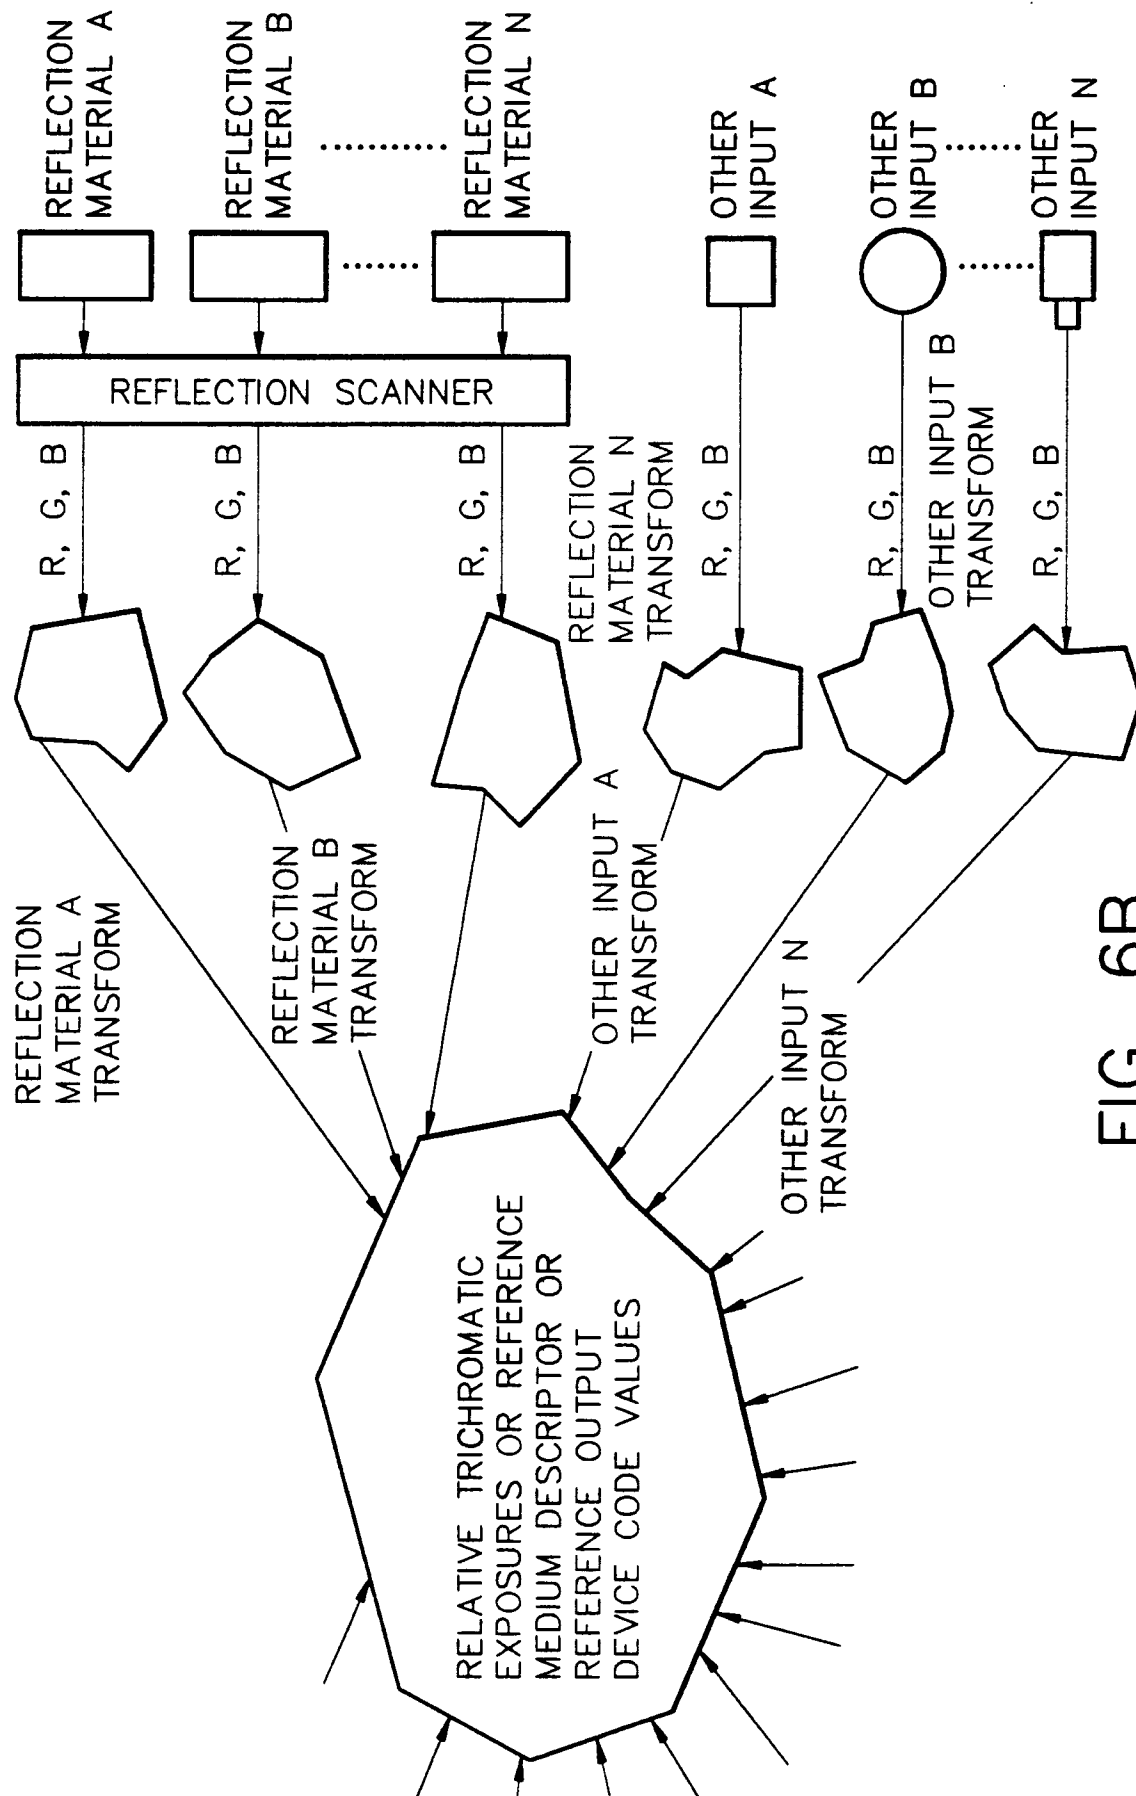 REFLECTION
MATERIAL A
REFLECTION
MATERIAL B
REFLECTION
MATERIAL N
OTHER
INPUT A
OTHER
INPUT B
OTHER
INPUT N
REFLECTION SCANNER
R, G, B
R, G, B
R, G, B
R, G, B
R, G, B
R, G, B
REFLECTION
MATERIAL A
TRANSFORM
REFLECTION
MATERIAL B
TRANSFORM
REFLECTION
MATERIAL N
TRANSFORM
OTHER INPUT A
TRANSFORM
OTHER INPUT B
TRANSFORM
OTHER INPUT N
TRANSFORM
RELATIVE TRICHROMATIC
EXPOSURES OR REFERENCE
MEDIUM DESCRIPTOR OR
REFERENCE OUTPUT
DEVICE CODE VALUES
FIG 6B